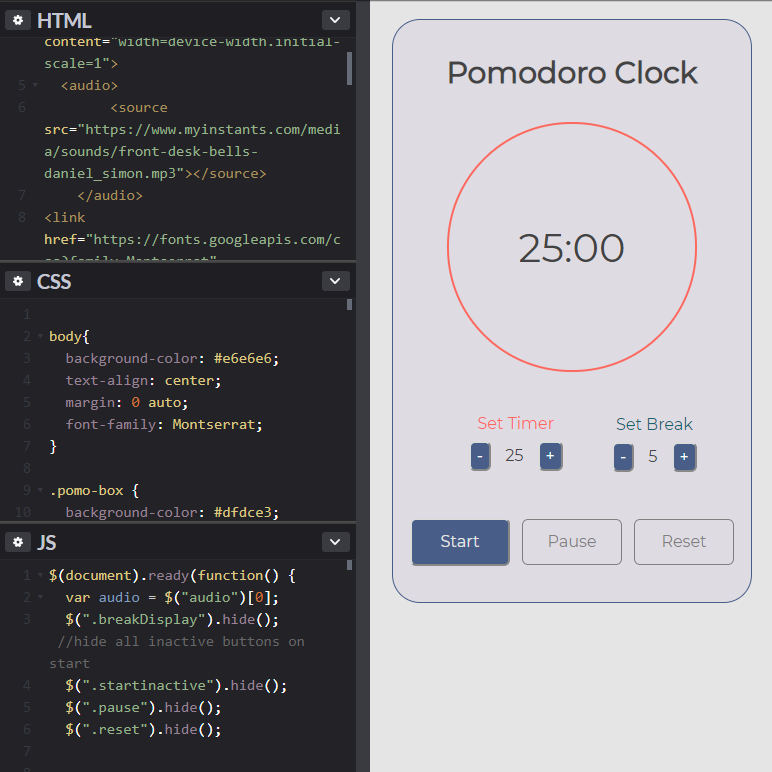 HTML
content="width=device-width.initial-
scale=1">
5 <audio>
6 <source
src="https://www.myinstants.com/medi
a/sounds/front-desk-bells-
daniel_simon.mp3"></source>
7 </audio>
8 <link
href="https://fonts.googleapis.com/c
CSS
1
2 body{
3 background-color: #e6e6e6;
4 text-align: center;
5 margin: 0 auto;
6 font-family: Montserrat;
7 }
8
9 .pomo-box {
10 background-color: #dfdce3;
JS
1 $(document).ready(function() {
2 var audio = $("audio")[0];
3 $(".breakDisplay").hide();
//hide all inactive buttons on
start
4 $(".startinactive").hide();
5 $(".pause").hide();
6 $(".reset").hide();
7
Pomodoro Clock
25:00
Set Timer
- 25 +
Set Break
- 5 +
Start
Pause
Reset